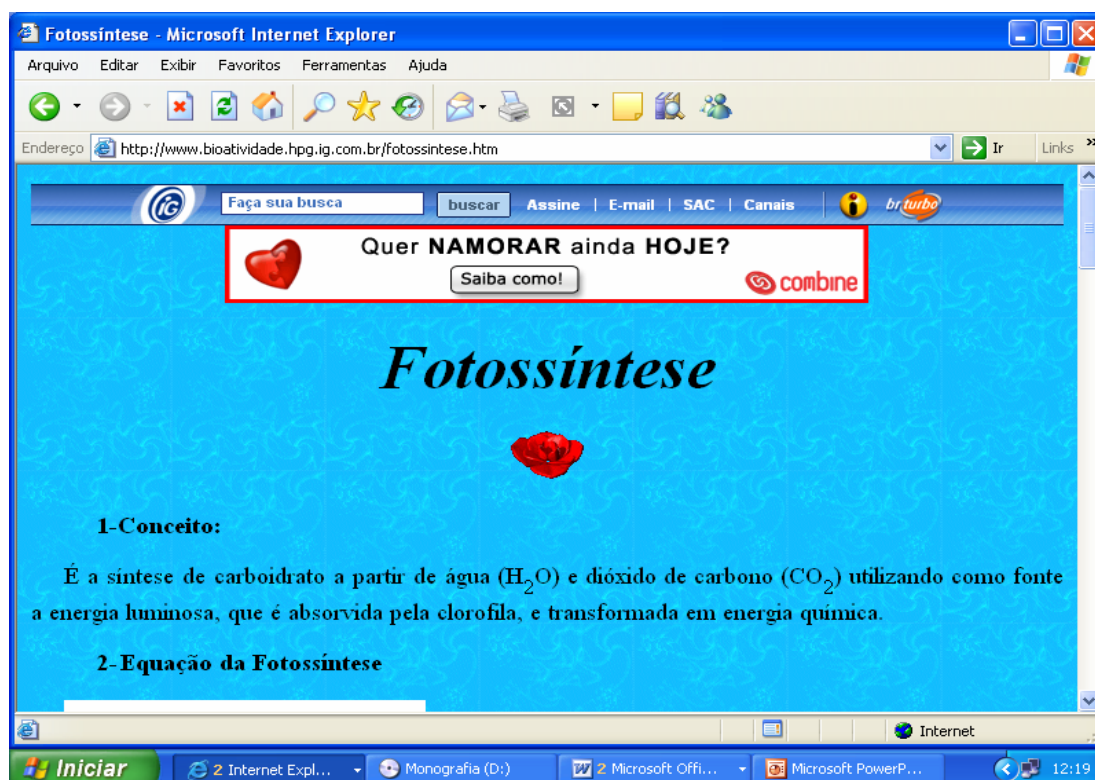 Fotossíntese - Microsoft Internet Explorer
Arquivo Editar Exibir Favoritos Ferramentas Ajuda
Endereço http://www.bioatividade.hpg.ig.com.br/fotossintese.htm Ir Links »
iG Faça sua busca buscar Assine | E-mail | SAC | Canais i br turbo
Quer NAMORAR ainda HOJE?
Saiba como! combine
Fotossíntese
1-Conceito:
É a síntese de carboidrato a partir de água (H₂O) e dióxido de carbono (CO₂) utilizando como fonte
a energia luminosa, que é absorvida pela clorofila, e transformada em energia química.
2-Equação da Fotossíntese
Internet
Iniciar 2 Internet Expl... Monografia (D:) 2 Microsoft Offi... Microsoft PowerP... 12:19